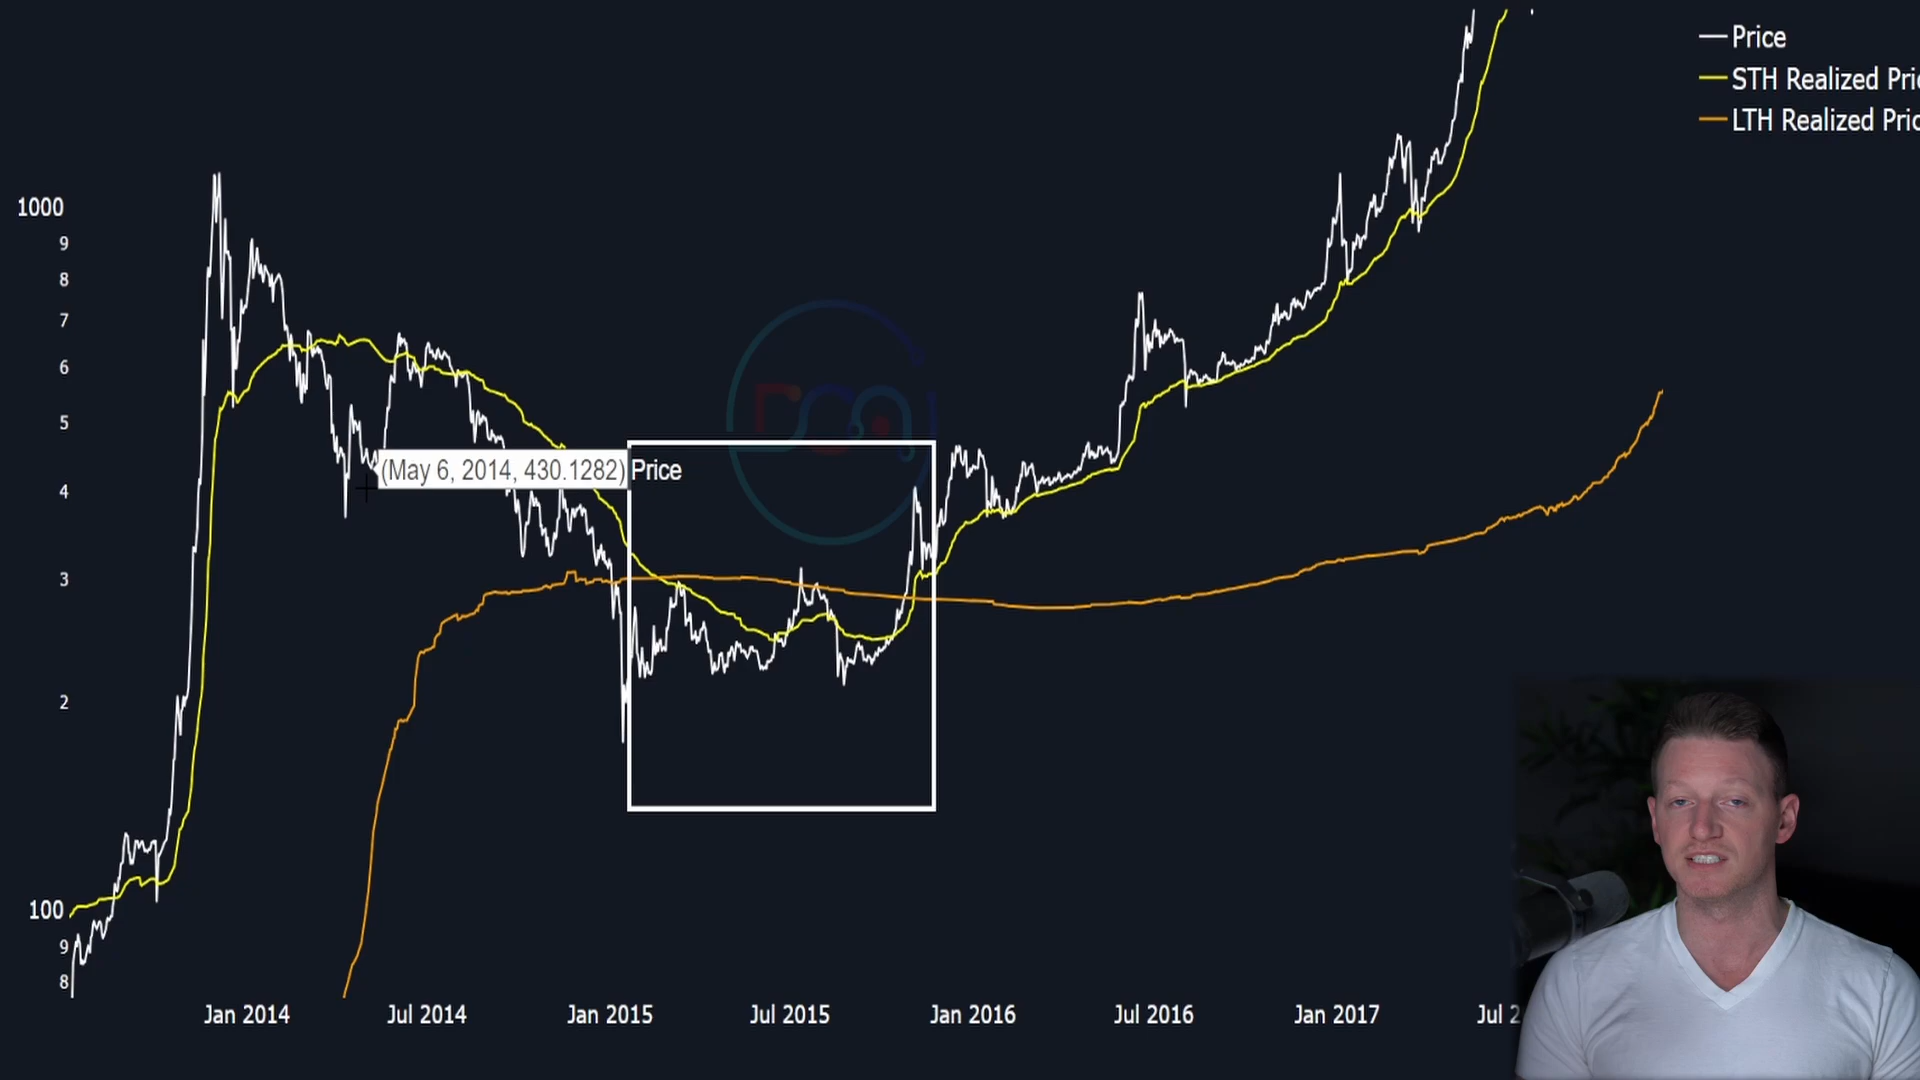 Price
STH Realized Pric
LTH Realized Pric
1000
9
8
7
6
5
4
3
2
100
9
8
(May 6, 2014, 430.1282) Price
Jan 2014
Jul 2014
Jan 2015
Jul 2015
Jan 2016
Jul 2016
Jan 2017
Jul 2